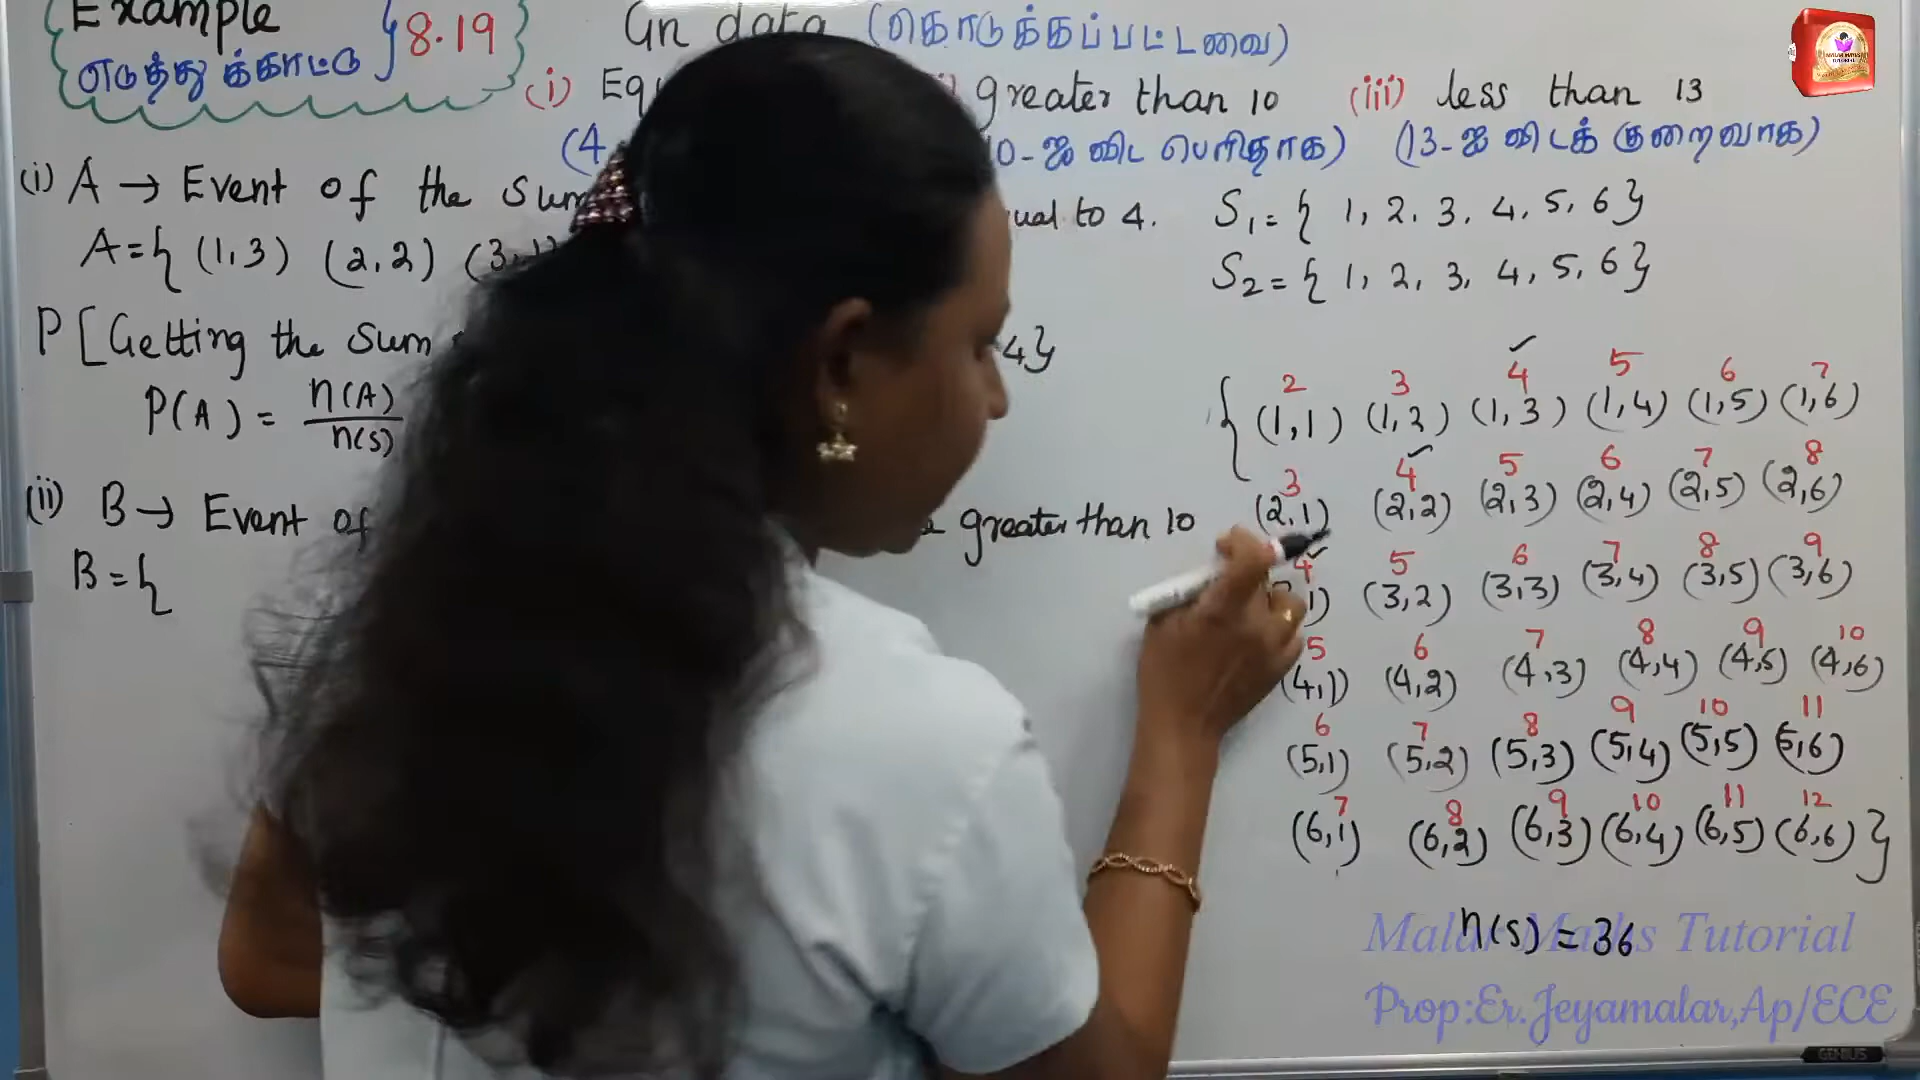 Example
எடுத்துக்காட்டு } 8.19
Gn data (கொடுக்கப்பட்டவை)
(i) greater than 10 (iii) less than 13
(4 10-ஐ விட பெரிதாக) (13-ஐ விடக் குறைவாக)
(i) A → Event of the Sum ual to 4.
A = { (1,3) (2,2) (3,1)
P [Getting the Sum 4}
P(A) = n(A)
n(S)
(ii) B → Event of greater than 10
B = {
S1 = { 1, 2, 3, 4, 5, 6 }
S2 = { 1, 2, 3, 4, 5, 6 }
2 3 4 5 6 7
{ (1,1) (1,2) (1,3) (1,4) (1,5) (1,6)
3 4 5 6 7 8
(2,1) (2,2) (2,3) (2,4) (2,5) (2,6)
4 5 6 7 8 9
1) (3,2) (3,3) (3,4) (3,5) (3,6)
5 6 7 8 9 10
(4,1) (4,2) (4,3) (4,4) (4,5) (4,6)
6 7 8 9 10 11
(5,1) (5,2) (5,3) (5,4) (5,5) (5,6)
7 8 9 10 11 12
(6,1) (6,2) (6,3) (6,4) (6,5) (6,6) }
n(S) = 36
Malar Maths Tutorial
Prop:Er.Jeyamalar,Ap/ECE
GENIUS